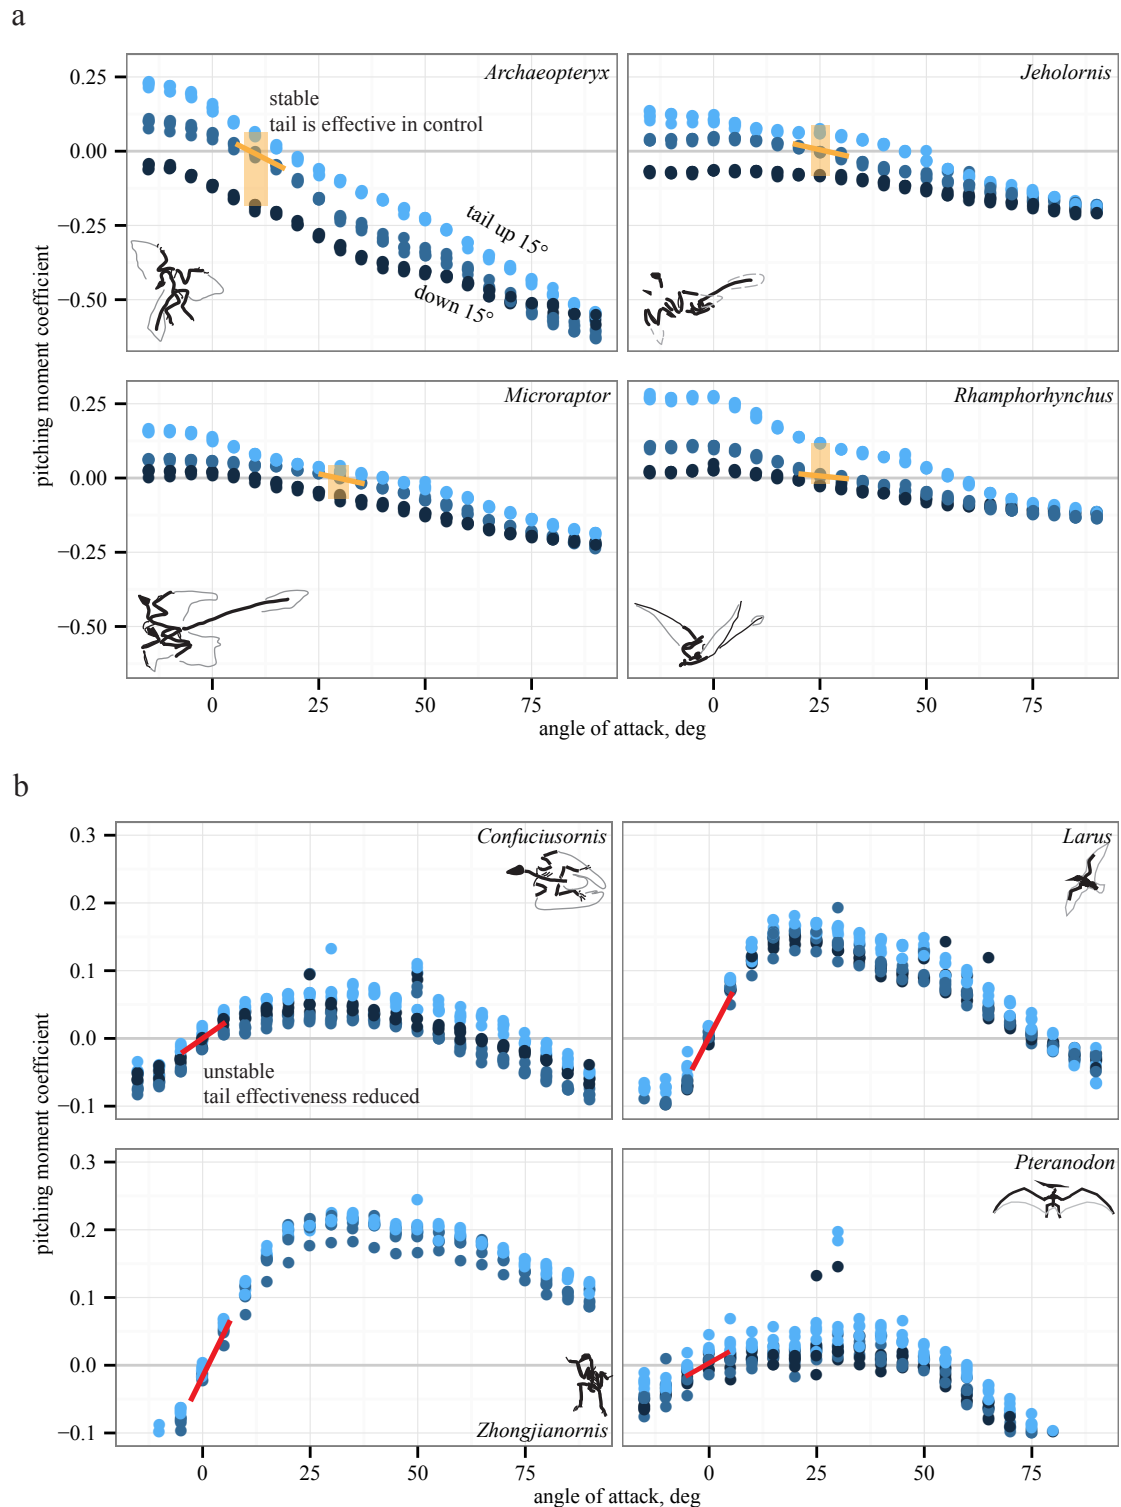 a
Archaeopteryx
stable
tail is effective in control
tail up 15°
down 15°
0.25
0.00
−0.25
−0.50
Jeholornis
Microraptor
0.25
0.00
−0.25
−0.50
Rhamphorhynchus
pitching moment coefficient
0
25
50
75
0
25
50
75
angle of attack, deg
b
Confuciusornis
unstable
tail effectiveness reduced
0.3
0.2
0.1
0.0
−0.1
Larus
Zhongjianornis
0.3
0.2
0.1
0.0
−0.1
Pteranodon
pitching moment coefficient
0
25
50
75
0
25
50
75
angle of attack, deg